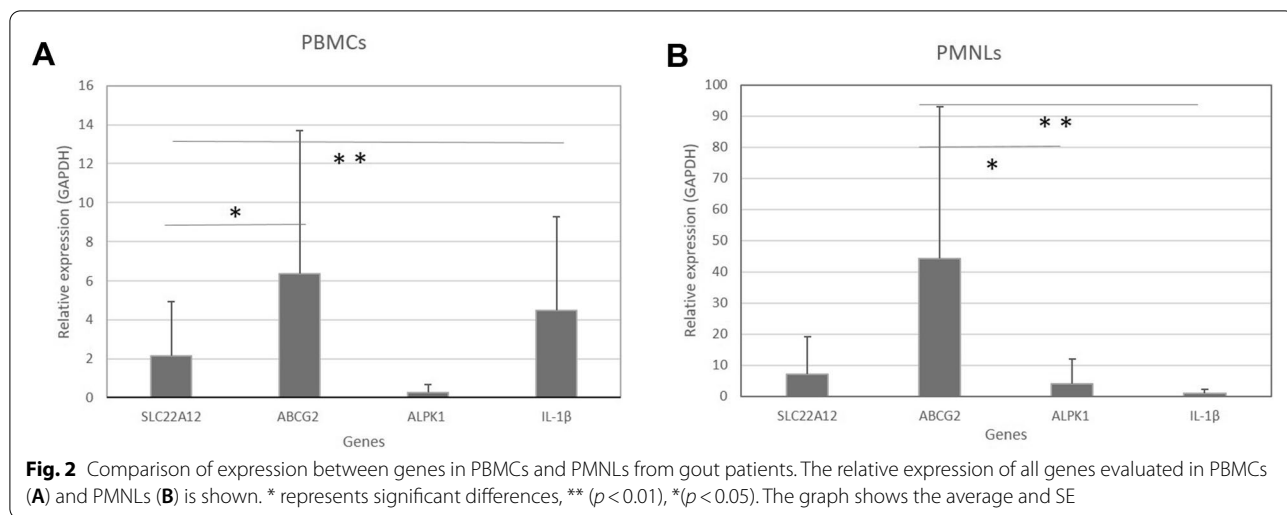 A
PBMCs
Relative expression (GAPDH)
16
14
12
10
8
6
4
2
0
* *
*
SLC22A12 ABCG2 ALPK1 IL-1β
Genes
B
PMNLs
Relative expression (GAPDH)
100
90
80
70
60
50
40
30
20
10
0
* *
*
SLC22A12 ABCG2 ALPK1 IL-1β
Genes
Fig. 2 Comparison of expression between genes in PBMCs and PMNLs from gout patients. The relative expression of all genes evaluated in PBMCs
(A) and PMNLs (B) is shown. * represents significant differences, ** (p < 0.01), *(p < 0.05). The graph shows the average and SE